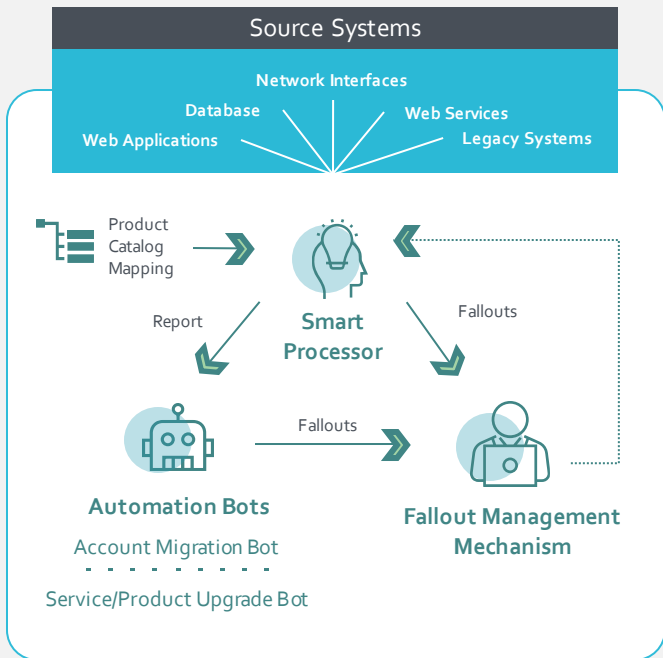 Source Systems
Network Interfaces
Database
Web Services
Web Applications
Legacy Systems
Product
Catalog
Mapping
Smart
Processor
Report
Fallouts
Fallouts
Automation Bots
Account Migration Bot
Service/Product Upgrade Bot
Fallout Management
Mechanism